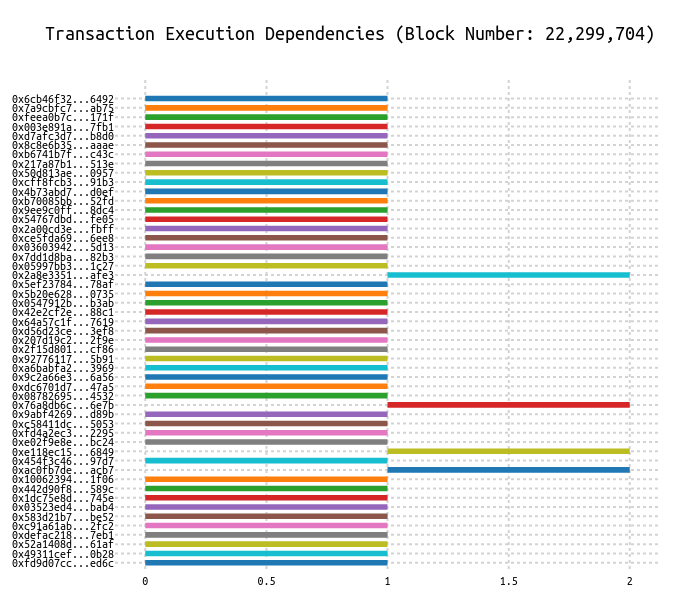 Transaction Execution Dependencies (Block Number: 22,299,704)
0x6cb46f32...6492
0x7a9cbfc7...ab75
0xfeea0b7c...171f
0x003e891a...7fb1
0xd7afc3d7...b8d0
0x8c8e6b35...aaae
0xb6741b7f...c43c
0x217a87b1...513e
0x50d813ae...0957
0xcff8fcb3...91b3
0x4b73abd7...d0ef
0xb70085bb...52fd
0x9ee9c0ff...8dc4
0x54767dbd...fe05
0x2a00cd3e...fbff
0xce5fda69...6ee8
0x03603942...5d13
0x7dd1d8ba...82b3
0x05997bb3...1c27
0x2a8e3351...afe3
0x5ef23784...78af
0x5b20e628...0735
0x0547912b...b3ab
0x42e2cf2e...88c1
0x64a57c1f...7619
0xd56d23ce...3ef8
0x207d19c2...2f9e
0x2f15d801...cf86
0x92776117...5b91
0xa6babfa2...3969
0x9c2a66e3...6a56
0xdc6701d7...47a5
0x08782695...4532
0x76a8db6c...6e7b
0x9abf4269...d89b
0xc58411dc...5053
0xfd4a2ec3...2295
0xe02f9e8e...bc24
0xe118ec15...6849
0x454f3c46...97d7
0xac0fb7de...acb7
0x10062394...1f06
0x442d90f8...589c
0x1dc75e8d...745e
0x03523ed4...bab4
0x583d21b7...be52
0xc91a61ab...2fc2
0xdefac218...7eb1
0x52a1408d...61af
0x49311cef...0b28
0xfd9d07cc...ed6c
0 0.5 1 1.5 2